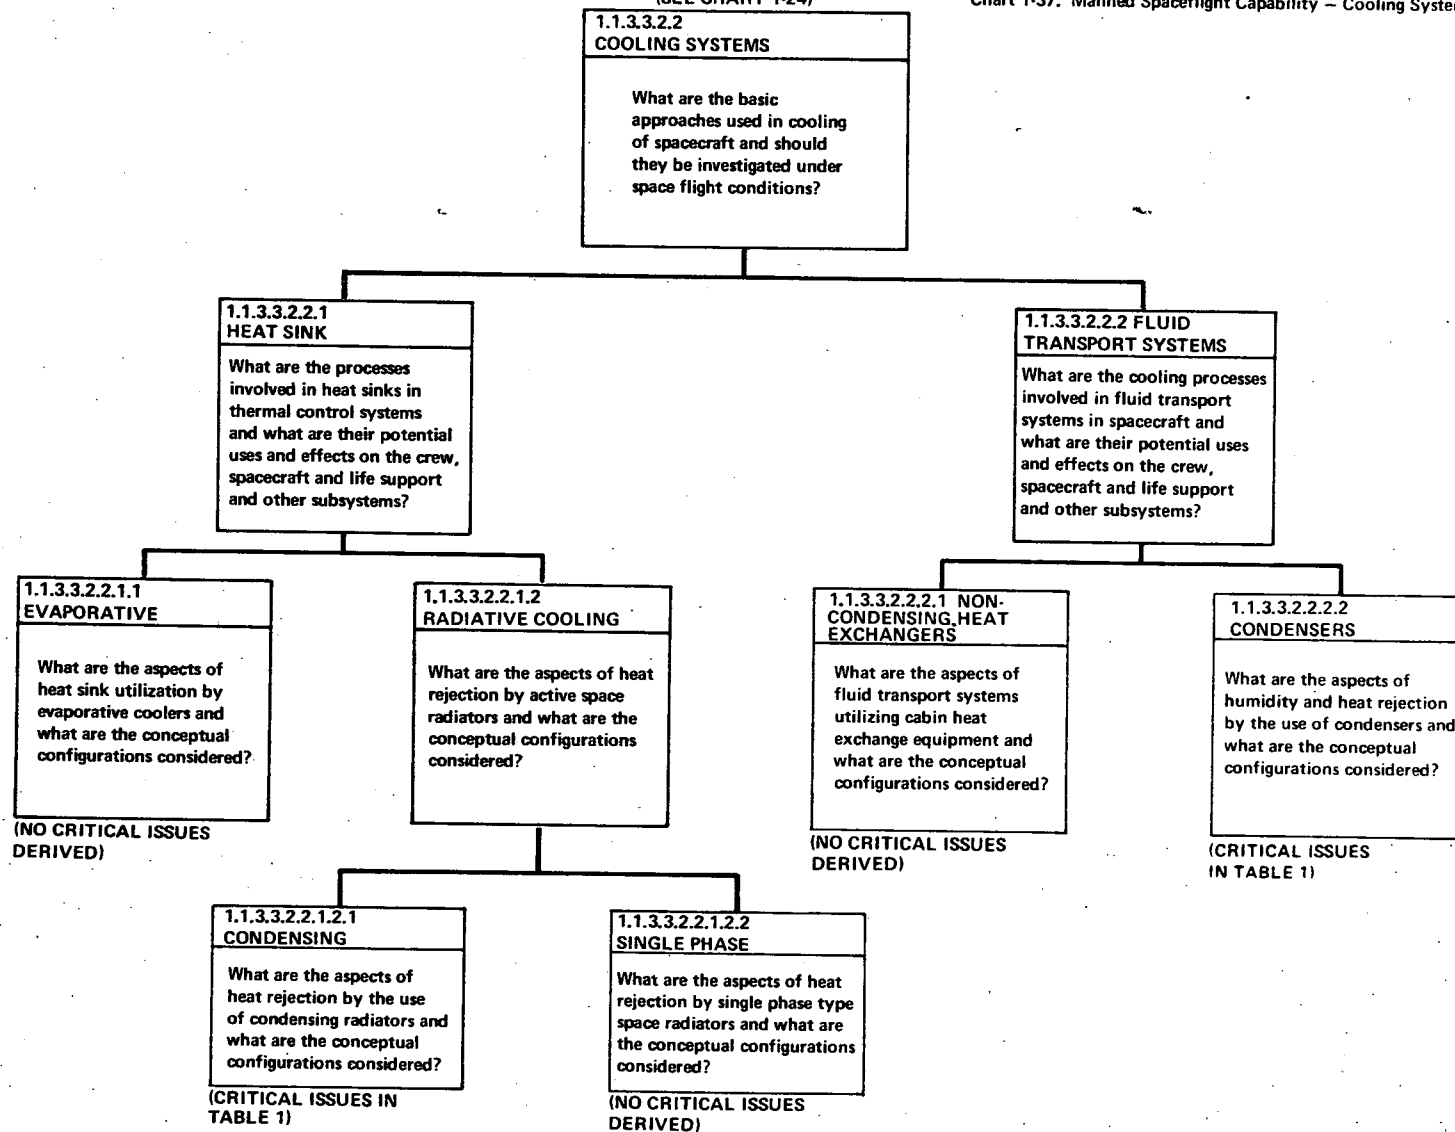 (SEE CHART 1-24)
Chart 1-37. Manned Spaceflight Capability — Cooling Syste
1.1.3.3.2.2
COOLING SYSTEMS
What are the basic
approaches used in cooling
of spacecraft and should
they be investigated under
space flight conditions?
1.1.3.3.2.2.1
HEAT SINK
What are the processes
involved in heat sinks in
thermal control systems
and what are their potential
uses and effects on the crew,
spacecraft and life support
and other subsystems?
1.1.3.3.2.2.2 FLUID
TRANSPORT SYSTEMS
What are the cooling processes
involved in fluid transport
systems in spacecraft and
what are their potential uses
and effects on the crew,
spacecraft and life support
and other subsystems?
1.1.3.3.2.2.1.1
EVAPORATIVE
What are the aspects of
heat sink utilization by
evaporative coolers and
what are the conceptual
configurations considered?
(NO CRITICAL ISSUES
DERIVED)
1.1.3.3.2.2.1.2
RADIATIVE COOLING
What are the aspects of heat
rejection by active space
radiators and what are the
conceptual configurations
considered?
1.1.3.3.2.2.2.1 NON-
CONDENSING HEAT
EXCHANGERS
What are the aspects of
fluid transport systems
utilizing cabin heat
exchange equipment and
what are the conceptual
configurations considered?
(NO CRITICAL ISSUES
DERIVED)
1.1.3.3.2.2.2.2
CONDENSERS
What are the aspects of
humidity and heat rejection
by the use of condensers and
what are the conceptual
configurations considered?
(CRITICAL ISSUES
IN TABLE 1)
1.1.3.3.2.2.1.2.1
CONDENSING
What are the aspects of
heat rejection by the use
of condensing radiators and
what are the conceptual
configurations considered?
(CRITICAL ISSUES IN
TABLE 1)
1.1.3.3.2.2.1.2.2
SINGLE PHASE
What are the aspects of heat
rejection by single phase type
space radiators and what are
the conceptual configurations
considered?
(NO CRITICAL ISSUES
DERIVED)